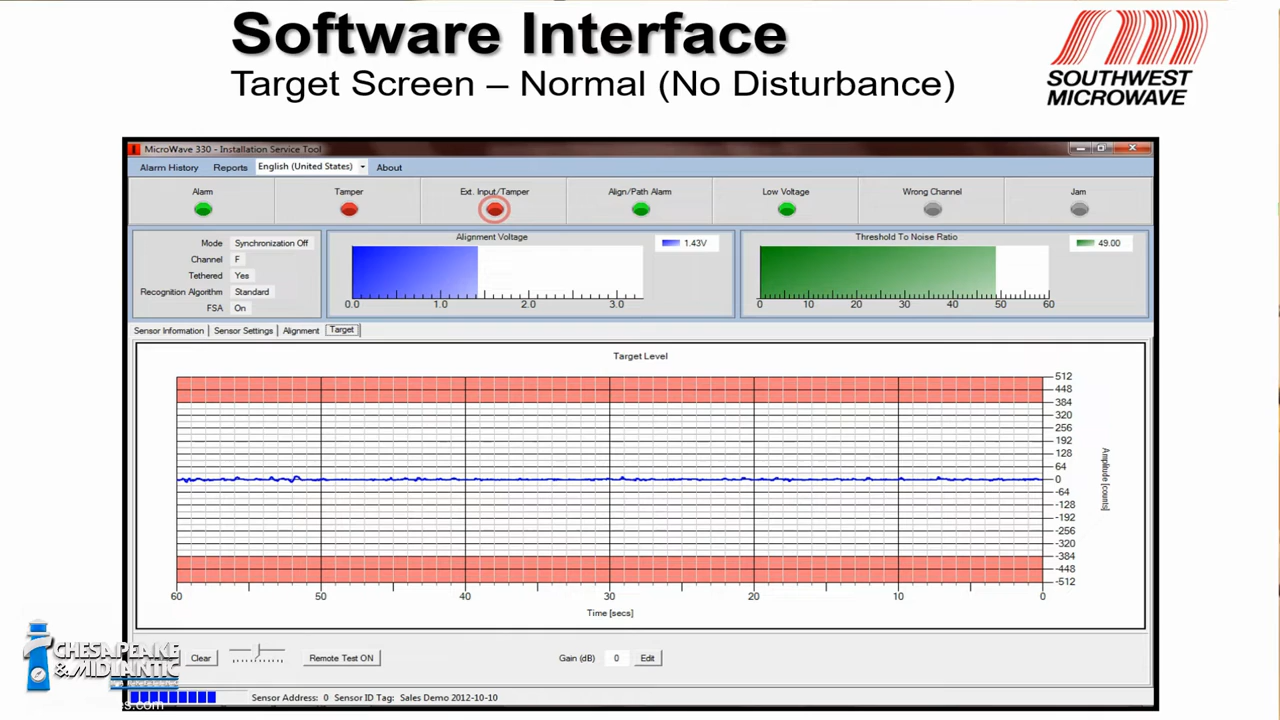 Software Interface
Target Screen – Normal (No Disturbance)
SOUTHWEST
MICROWAVE
MicroWave 330 - Installation Service Tool
Alarm History Reports English (United States) About
Alarm Tamper Ext. Input/Tamper Align/Path Alarm Low Voltage Wrong Channel Jam
Mode Synchronization Off
Channel F
Tethered Yes
Recognition Algorithm Standard
FSA On
Alignment Voltage
1.43V
0.0 1.0 2.0 3.0
Threshold To Noise Ratio
49.00
0 10 20 30 40 50 60
Sensor Information Sensor Settings Alignment Target
Target Level
512
448
384
320
256
192
128
64
0
-64
-128
-192
-256
-320
-384
-448
-512
Amplitude [counts]
60 50 40 30 20 10 0
Time [secs]
CHESAPEAKE
& MIDLANTIC
Clear Remote Test ON Gain (dB) 0 Edit
Sensor Address: 0 Sensor ID Tag: Sales Demo 2012-10-10